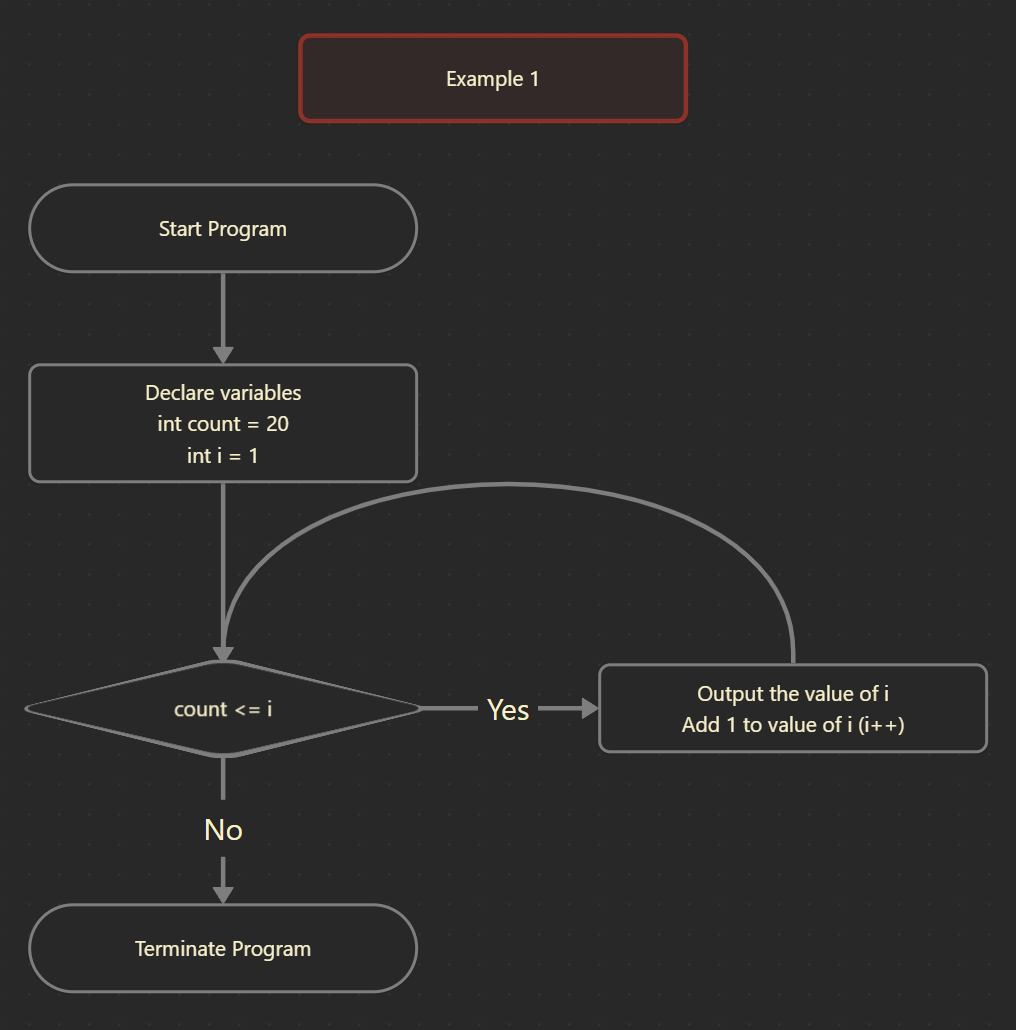 Example 1
Start Program
Declare variables
int count = 20
int i = 1
count <= i
Yes
Output the value of i
Add 1 to value of i (i++)
No
Terminate Program